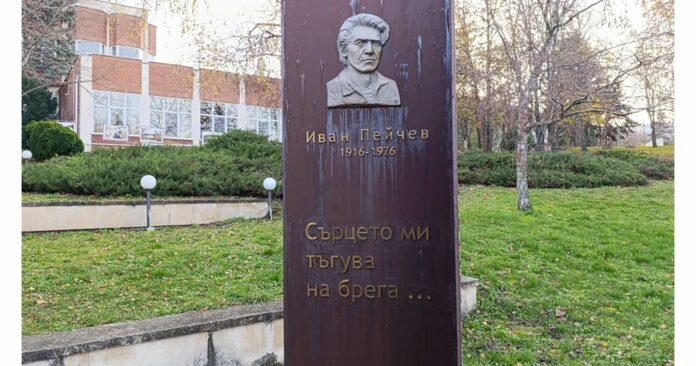 Иван Пейчев
1916-1976
Сърцето ми
тъгува
на брега ...